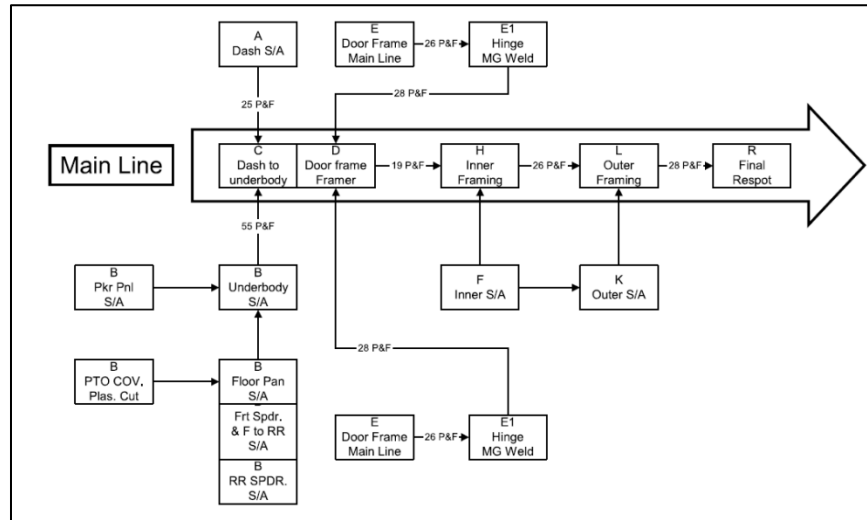 A
Dash S/A
E
Door Frame
Main Line
26 P&F
E1
Hinge
MG Weld
25 P&F
28 P&F
Main Line
C
Dash to
underbody
D
Door frame
Framer
19 P&F
H
Inner
Framing
26 P&F
L
Outer
Framing
28 P&F
R
Final
Respot
55 P&F
B
Pkr Pnl
S/A
B
Underbody
S/A
F
Inner S/A
K
Outer S/A
28 P&F
B
PTO COV,
Plas. Cut
B
Floor Pan
S/A
Frt Spdr.
& F to RR
S/A
B
RR SPDR.
S/A
E
Door Frame
Main Line
26 P&F
E1
Hinge
MG Weld